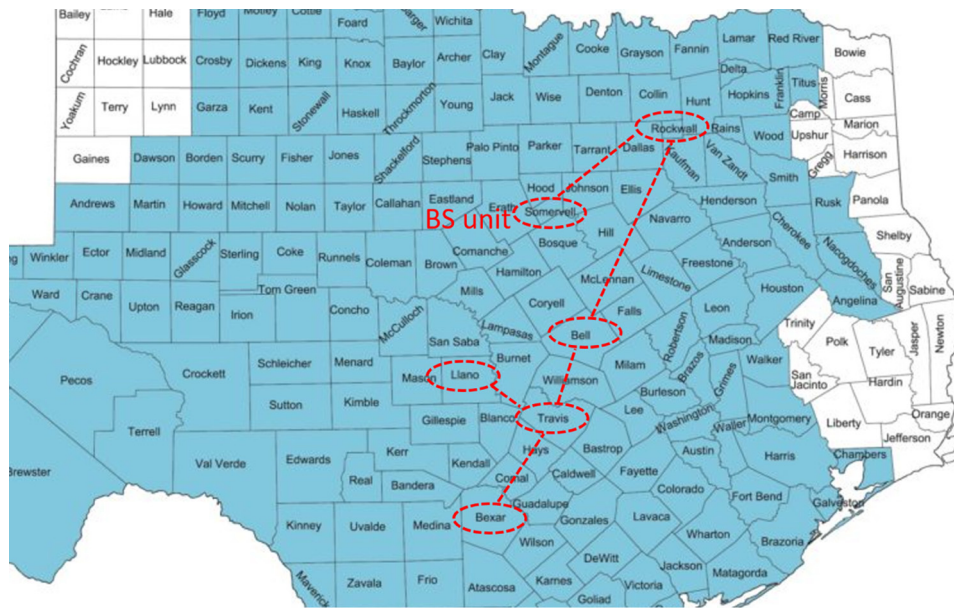 Bailey Lamb Hale Floyd Motley Cottle Foard Wichita
Cochran Hockley Lubbock Crosby Dickens King Knox Baylor Archer Clay Montague Cooke Grayson Fannin Lamar Red River Bowie
Yoakum Terry Lynn Garza Kent Stonewall Haskell Throckmorton Young Jack Wise Denton Collin Hunt Delta Hopkins Franklin Titus Morris Cass
Rockwall Rains Wood Camp Upshur Marion
Gaines Dawson Borden Scurry Fisher Jones Shackelford Stephens Palo Pinto Parker Tarrant Dallas Kaufman Van Zandt Smith Gregg Harrison
Andrews Martin Howard Mitchell Nolan Taylor Callahan Eastland Erath Hood Johnson Ellis Henderson Rusk Panola
BS unit Somervell Navarro Cherokee Shelby
Winkler Ector Midland Glasscock Sterling Coke Runnels Coleman Brown Comanche Bosque Hill Anderson Nacogdoches San Augustine Sabine
Ward Crane Upton Reagan Irion Tom Green Concho McCulloch Mills Hamilton Coryell McLennan Limestone Freestone Leon Houston Angelina
Pecos Crockett Schleicher Menard San Saba Lampasas Bell Falls Robertson Madison Trinity Polk Tyler Jasper Newton
Mason Llano Burnet Williamson Milam Brazos Grimes Walker San Jacinto Hardin
Terrell Sutton Kimble Gillespie Blanco Travis Lee Burleson Washington Waller Montgomery Liberty Orange
Brewster Val Verde Edwards Kerr Kendall Hays Bastrop Austin Harris Jefferson Chambers
Real Bandera Comal Caldwell Fayette Colorado Fort Bend Galveston
Kinney Uvalde Medina Bexar Guadalupe Gonzales Lavaca Wharton Brazoria
Maverick Zavala Frio Atascosa Wilson Karnes DeWitt Goliad Victoria Jackson Matagorda